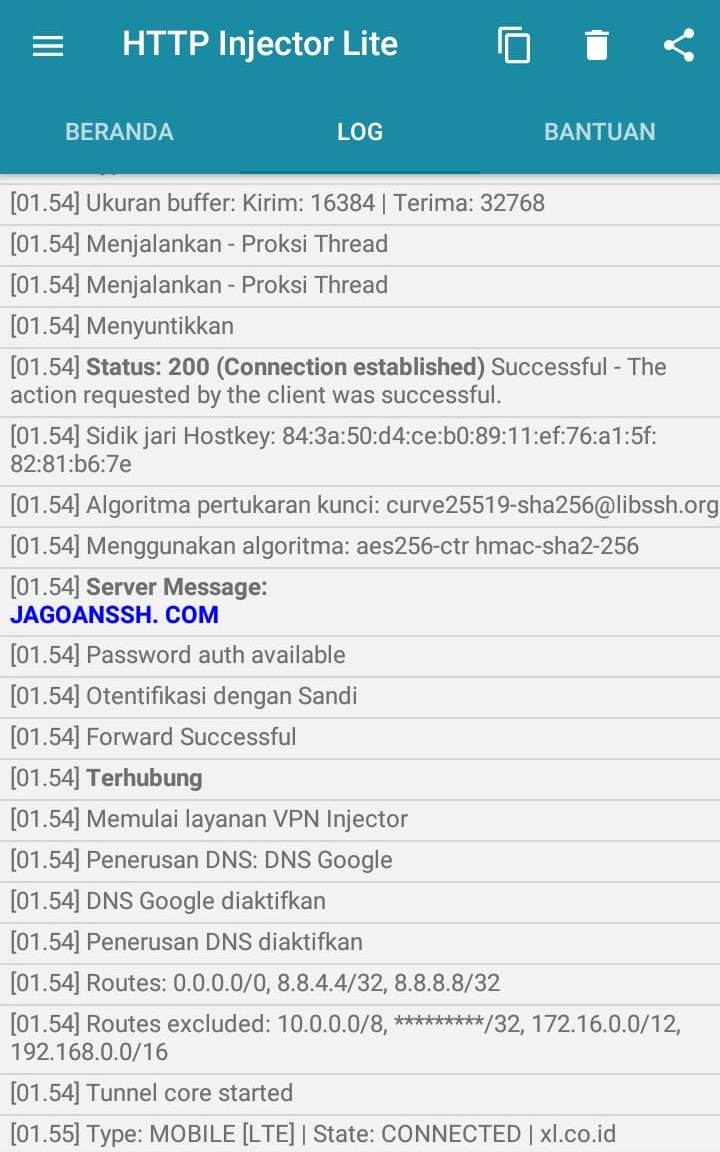 HTTP Injector Lite
BERANDA LOG BANTUAN
[01.54] Ukuran buffer: Kirim: 16384 | Terima: 32768
[01.54] Menjalankan - Proksi Thread
[01.54] Menjalankan - Proksi Thread
[01.54] Menyuntikkan
[01.54] Status: 200 (Connection established) Successful - The
action requested by the client was successful.
[01.54] Sidik jari Hostkey: 84:3a:50:d4:ce:b0:89:11:ef:76:a1:5f:
82:81:b6:7e
[01.54] Algoritma pertukaran kunci: curve25519-sha256@libssh.org
[01.54] Menggunakan algoritma: aes256-ctr hmac-sha2-256
[01.54] Server Message:
JAGOANSSH. COM
[01.54] Password auth available
[01.54] Otentifikasi dengan Sandi
[01.54] Forward Successful
[01.54] Terhubung
[01.54] Memulai layanan VPN Injector
[01.54] Penerusan DNS: DNS Google
[01.54] DNS Google diaktifkan
[01.54] Penerusan DNS diaktifkan
[01.54] Routes: 0.0.0.0/0, 8.8.4.4/32, 8.8.8.8/32
[01.54] Routes excluded: 10.0.0.0/8, *********/32, 172.16.0.0/12,
192.168.0.0/16
[01.54] Tunnel core started
[01.55] Type: MOBILE [LTE] | State: CONNECTED | xl.co.id